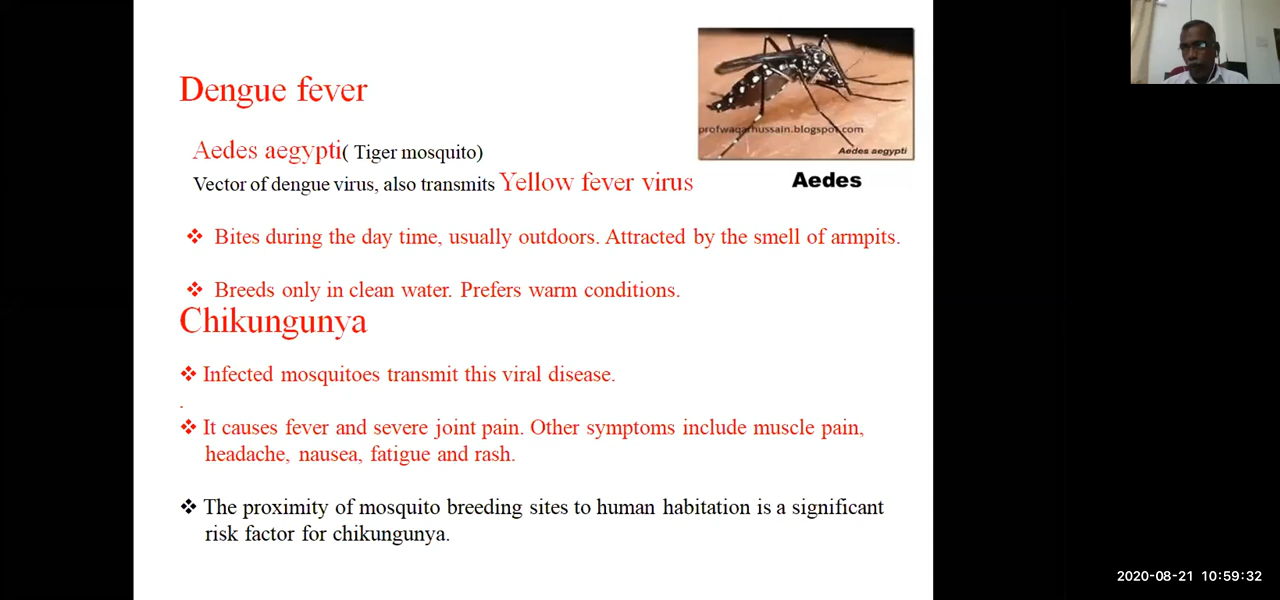 Dengue fever
profwaqarhussain.blogspot.com
Aedes aegypti
Aedes
Aedes aegypti( Tiger mosquito)
Vector of dengue virus, also transmits Yellow fever virus
❖ Bites during the day time, usually outdoors. Attracted by the smell of armpits.
❖ Breeds only in clean water. Prefers warm conditions.
Chikungunya
❖ Infected mosquitoes transmit this viral disease.
.
❖ It causes fever and severe joint pain. Other symptoms include muscle pain,
headache, nausea, fatigue and rash.
❖ The proximity of mosquito breeding sites to human habitation is a significant
risk factor for chikungunya.
2020-08-21 10:59:32